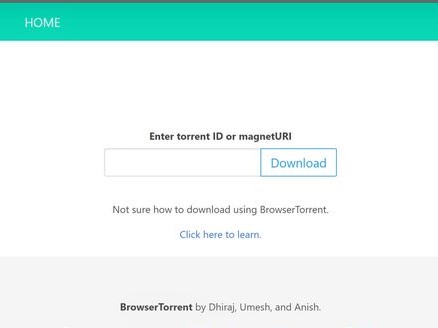 HOME
Enter torrent ID or magnetURI
Download
Not sure how to download using BrowserTorrent.
Click here to learn.
BrowserTorrent by Dhiraj, Umesh, and Anish.